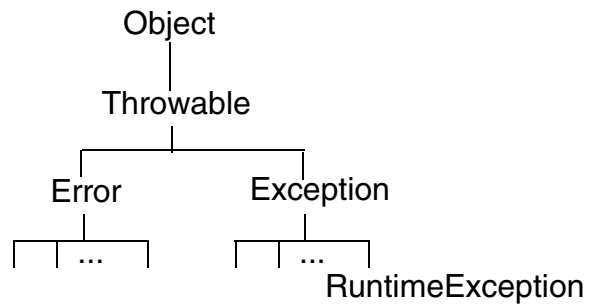 Object
Throwable
Error Exception
... ...
RuntimeException